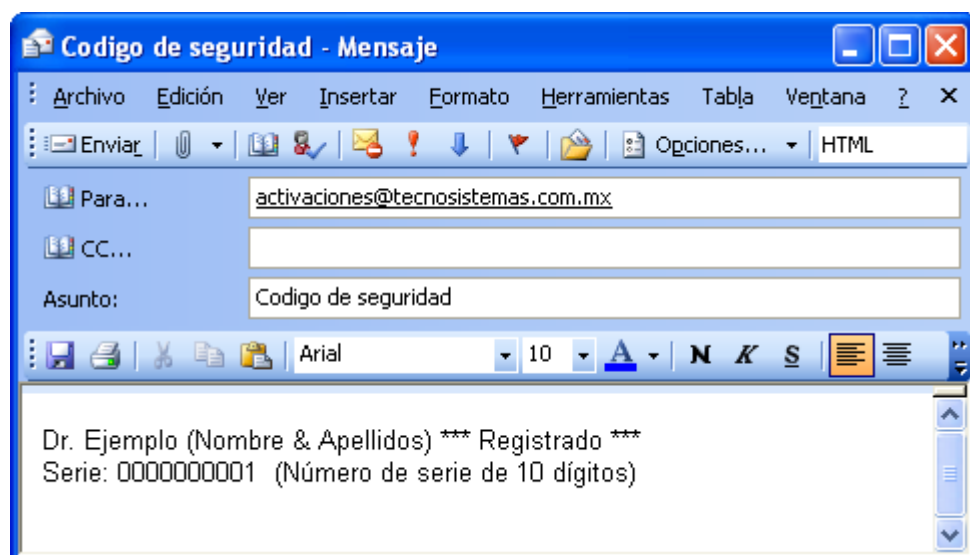 Codigo de seguridad - Mensaje
Archivo Edición Ver Insertar Formato Herramientas Tabla Ventana ?
Enviar Opciones... HTML
Para... activaciones@tecnosistemas.com.mx
CC...
Asunto: Codigo de seguridad
Arial 10 A N K S
Dr. Ejemplo (Nombre & Apellidos) *** Registrado ***
Serie: 0000000001 (Número de serie de 10 dígitos)